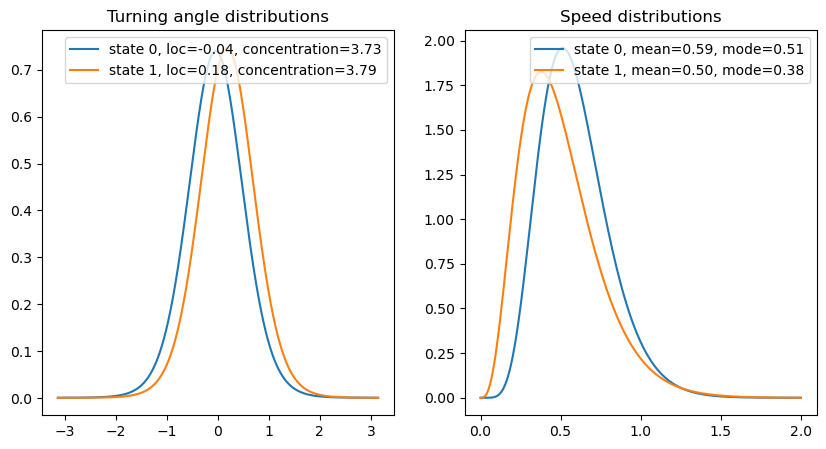 Turning angle distributions
state 0, loc=-0.04, concentration=3.73
state 1, loc=0.18, concentration=3.79
0.7
0.6
0.5
0.4
0.3
0.2
0.1
0.0
−3 −2 −1 0 1 2 3
Speed distributions
state 0, mean=0.59, mode=0.51
state 1, mean=0.50, mode=0.38
2.00
1.75
1.50
1.25
1.00
0.75
0.50
0.25
0.00
0.0 0.5 1.0 1.5 2.0